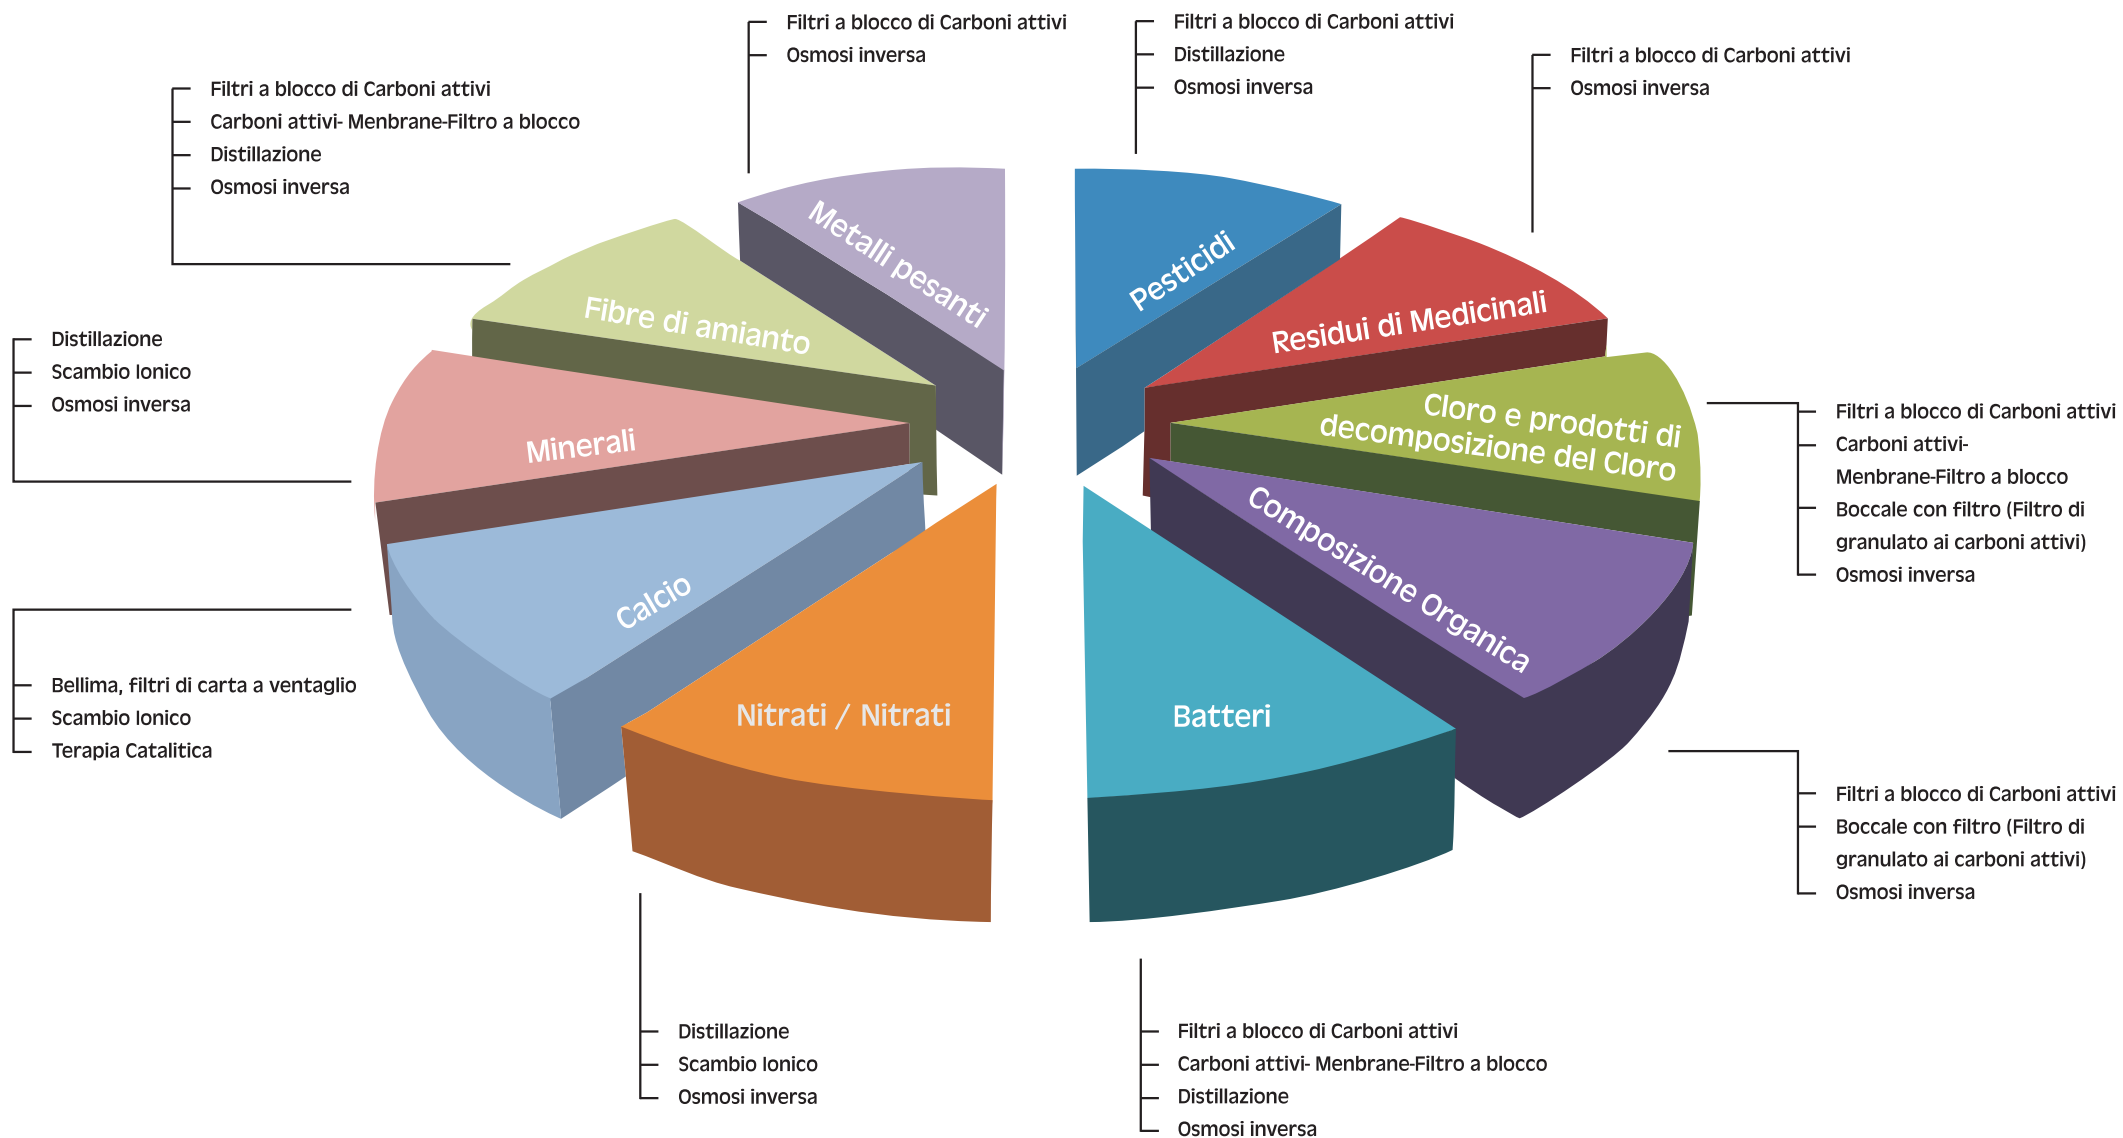 Filtri a blocco di Carboni attivi
Osmosi inversa
Filtri a blocco di Carboni attivi
Distillazione
Osmosi inversa
Filtri a blocco di Carboni attivi
Osmosi inversa
Filtri a blocco di Carboni attivi
Carboni attivi- Menbrane-Filtro a blocco
Distillazione
Osmosi inversa
Metalli pesanti
Pesticidi
Fibre di amianto
Residui di Medicinali
Distillazione
Scambio Ionico
Osmosi inversa
Minerali
Cloro e prodotti di
decomposizione del Cloro
Filtri a blocco di Carboni attivi
Carboni attivi-
Menbrane-Filtro a blocco
Boccale con filtro (Filtro di
granulato ai carboni attivi)
Osmosi inversa
Calcio
Composizione Organica
Bellima, filtri di carta a ventaglio
Scambio Ionico
Terapia Catalitica
Nitrati / Nitrati
Batteri
Filtri a blocco di Carboni attivi
Boccale con filtro (Filtro di
granulato ai carboni attivi)
Osmosi inversa
Distillazione
Scambio Ionico
Osmosi inversa
Filtri a blocco di Carboni attivi
Carboni attivi- Menbrane-Filtro a blocco
Distillazione
Osmosi inversa